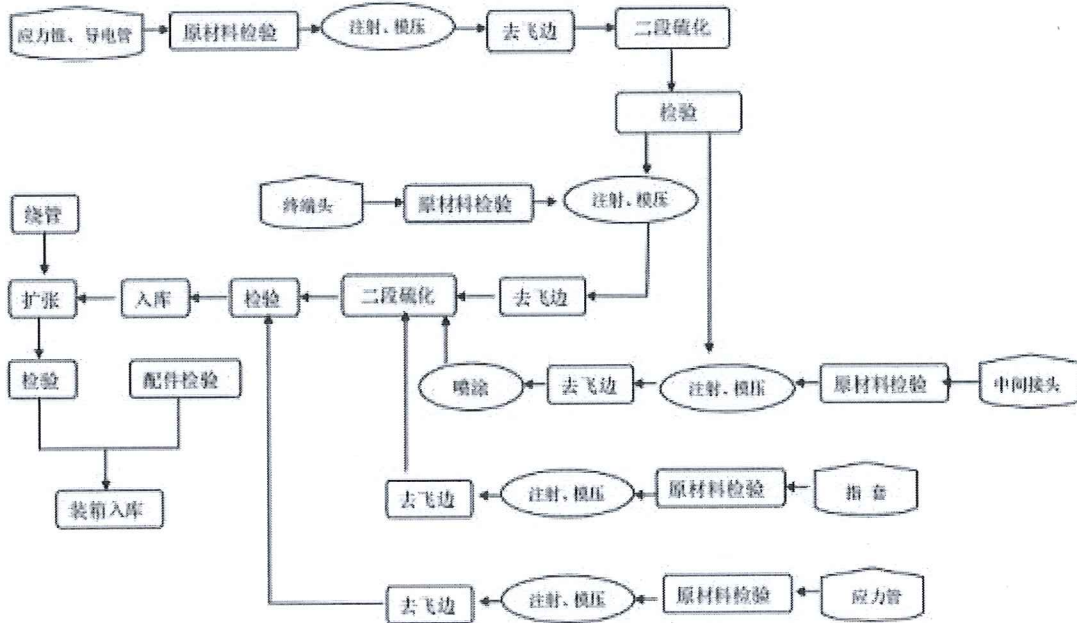 应力锥、导电管
原材料检验
注射、模压
去飞边
二段硫化
检验
终端头
原材料检验
注射、模压
绕管
扩张
入库
检验
二段硫化
去飞边
检验
配件检验
喷涂
去飞边
注射、模压
原材料检验
中间接头
装箱入库
去飞边
注射、模压
原材料检验
指 套
去飞边
注射、模压
原材料检验
应力管